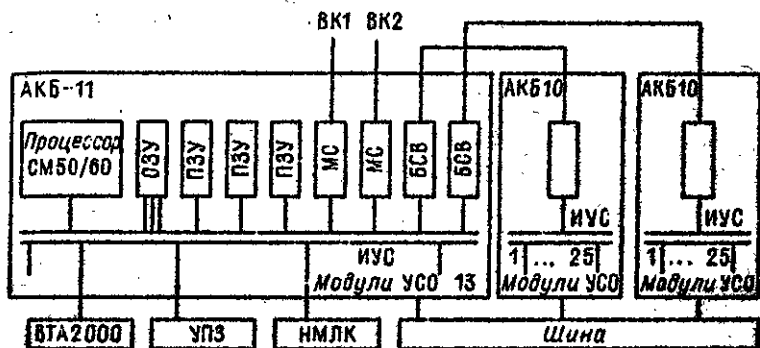 ВК1 ВК2
АКБ-11
АКБ10
АКБ10
Процессор
СМ50/60
ОЗУ
ПЗУ
ПЗУ
ПЗУ
МС
МС
БСВ
БСВ
ИУС
ИУС
ИУС
Модули УСО 13
1 ... 25
Модули УСО
1 ... 25
Модули УСО
ВТА2000
УПЗ
НМЛК
Шина